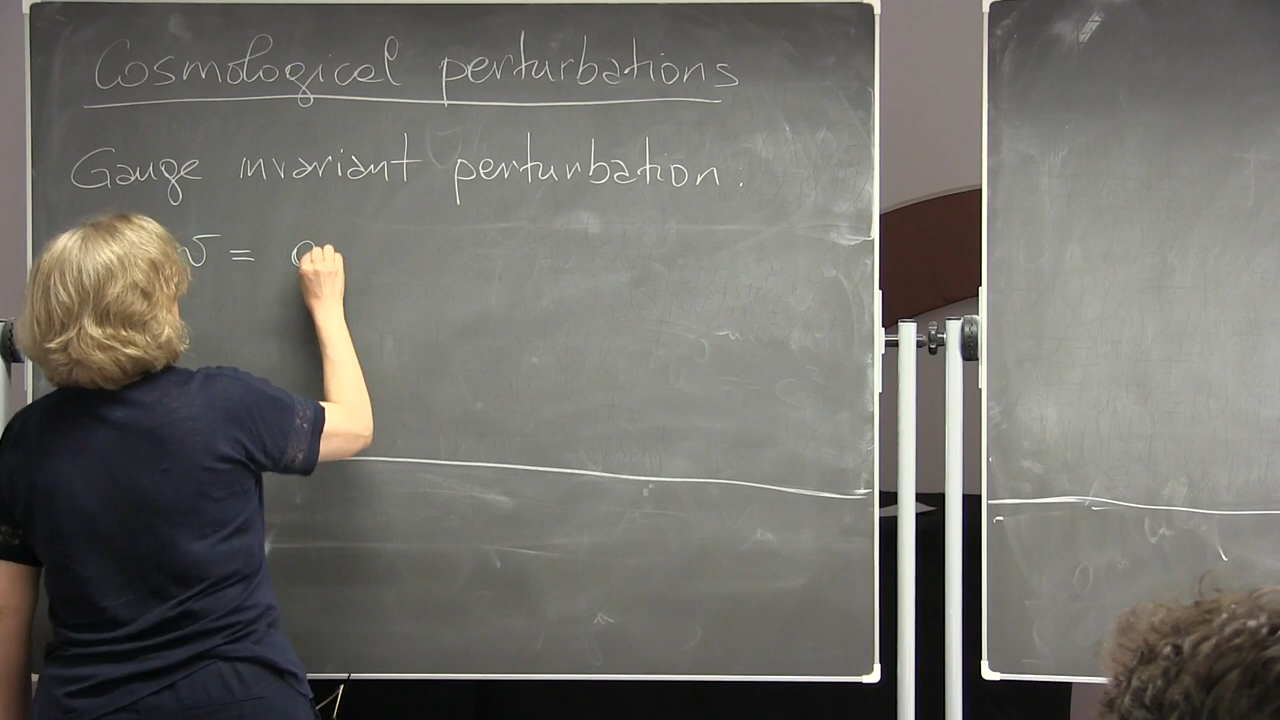 Cosmological perturbations
Gauge invariant perturbation:
v = a